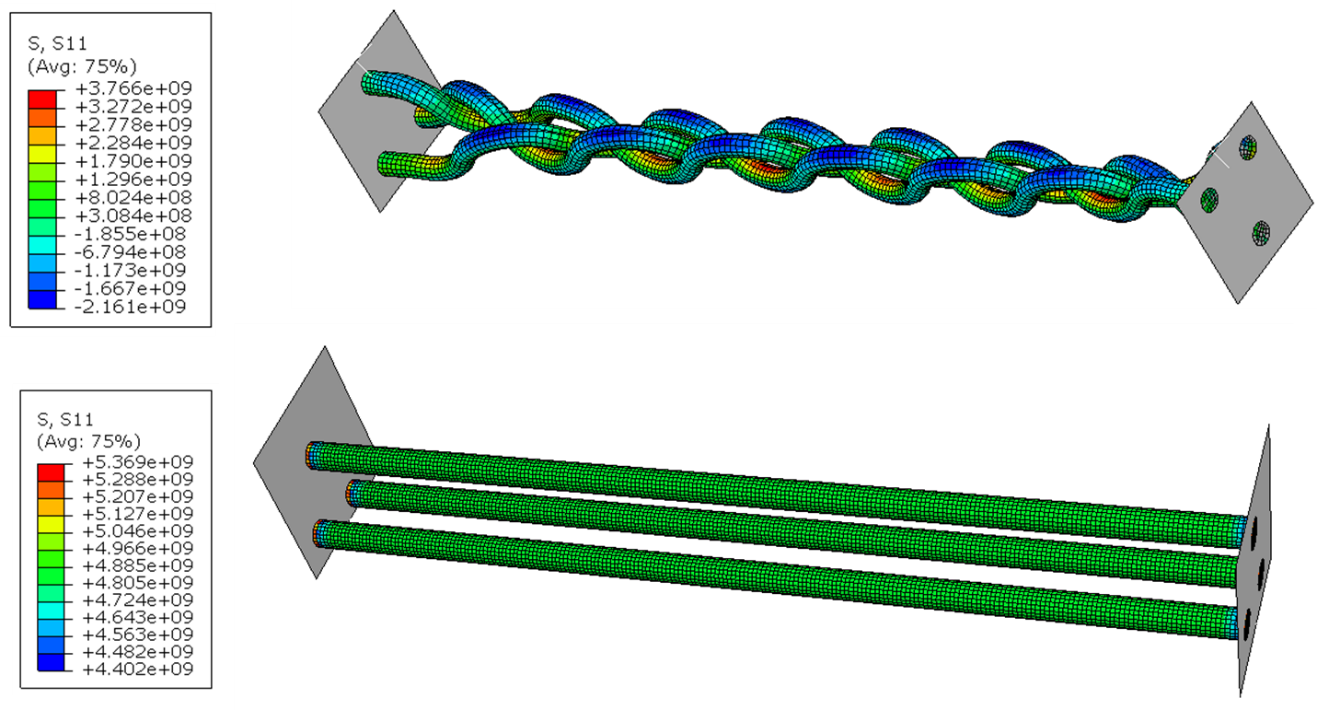 S, S11
(Avg: 75%)
+3.766e+09
+3.272e+09
+2.778e+09
+2.284e+09
+1.790e+09
+1.296e+09
+8.024e+08
+3.084e+08
-1.855e+08
-6.794e+08
-1.173e+09
-1.667e+09
-2.161e+09
S, S11
(Avg: 75%)
+5.369e+09
+5.288e+09
+5.207e+09
+5.127e+09
+5.046e+09
+4.966e+09
+4.885e+09
+4.805e+09
+4.724e+09
+4.643e+09
+4.563e+09
+4.482e+09
+4.402e+09